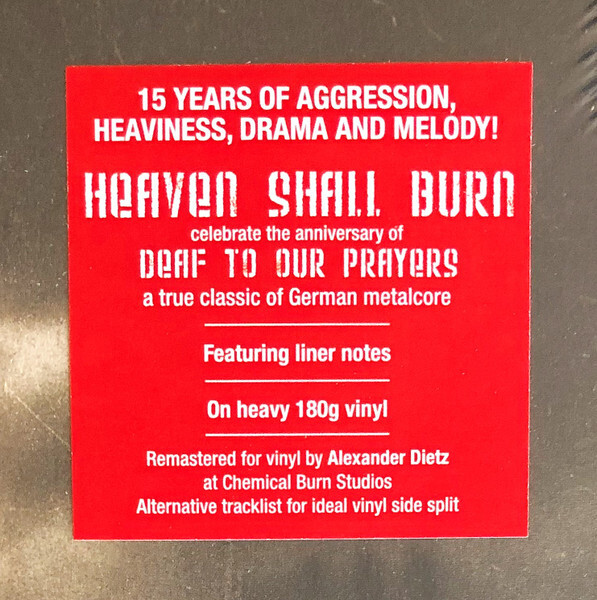 15 YEARS OF AGGRESSION,
HEAVINESS, DRAMA AND MELODY!
HEAVEN SHALL BURN
celebrate the anniversary of
DEAF TO OUR PRAYERS
a true classic of German metalcore
Featuring liner notes
On heavy 180g vinyl
Remastered for vinyl by Alexander Dietz
at Chemical Burn Studios
Alternative tracklist for ideal vinyl side split